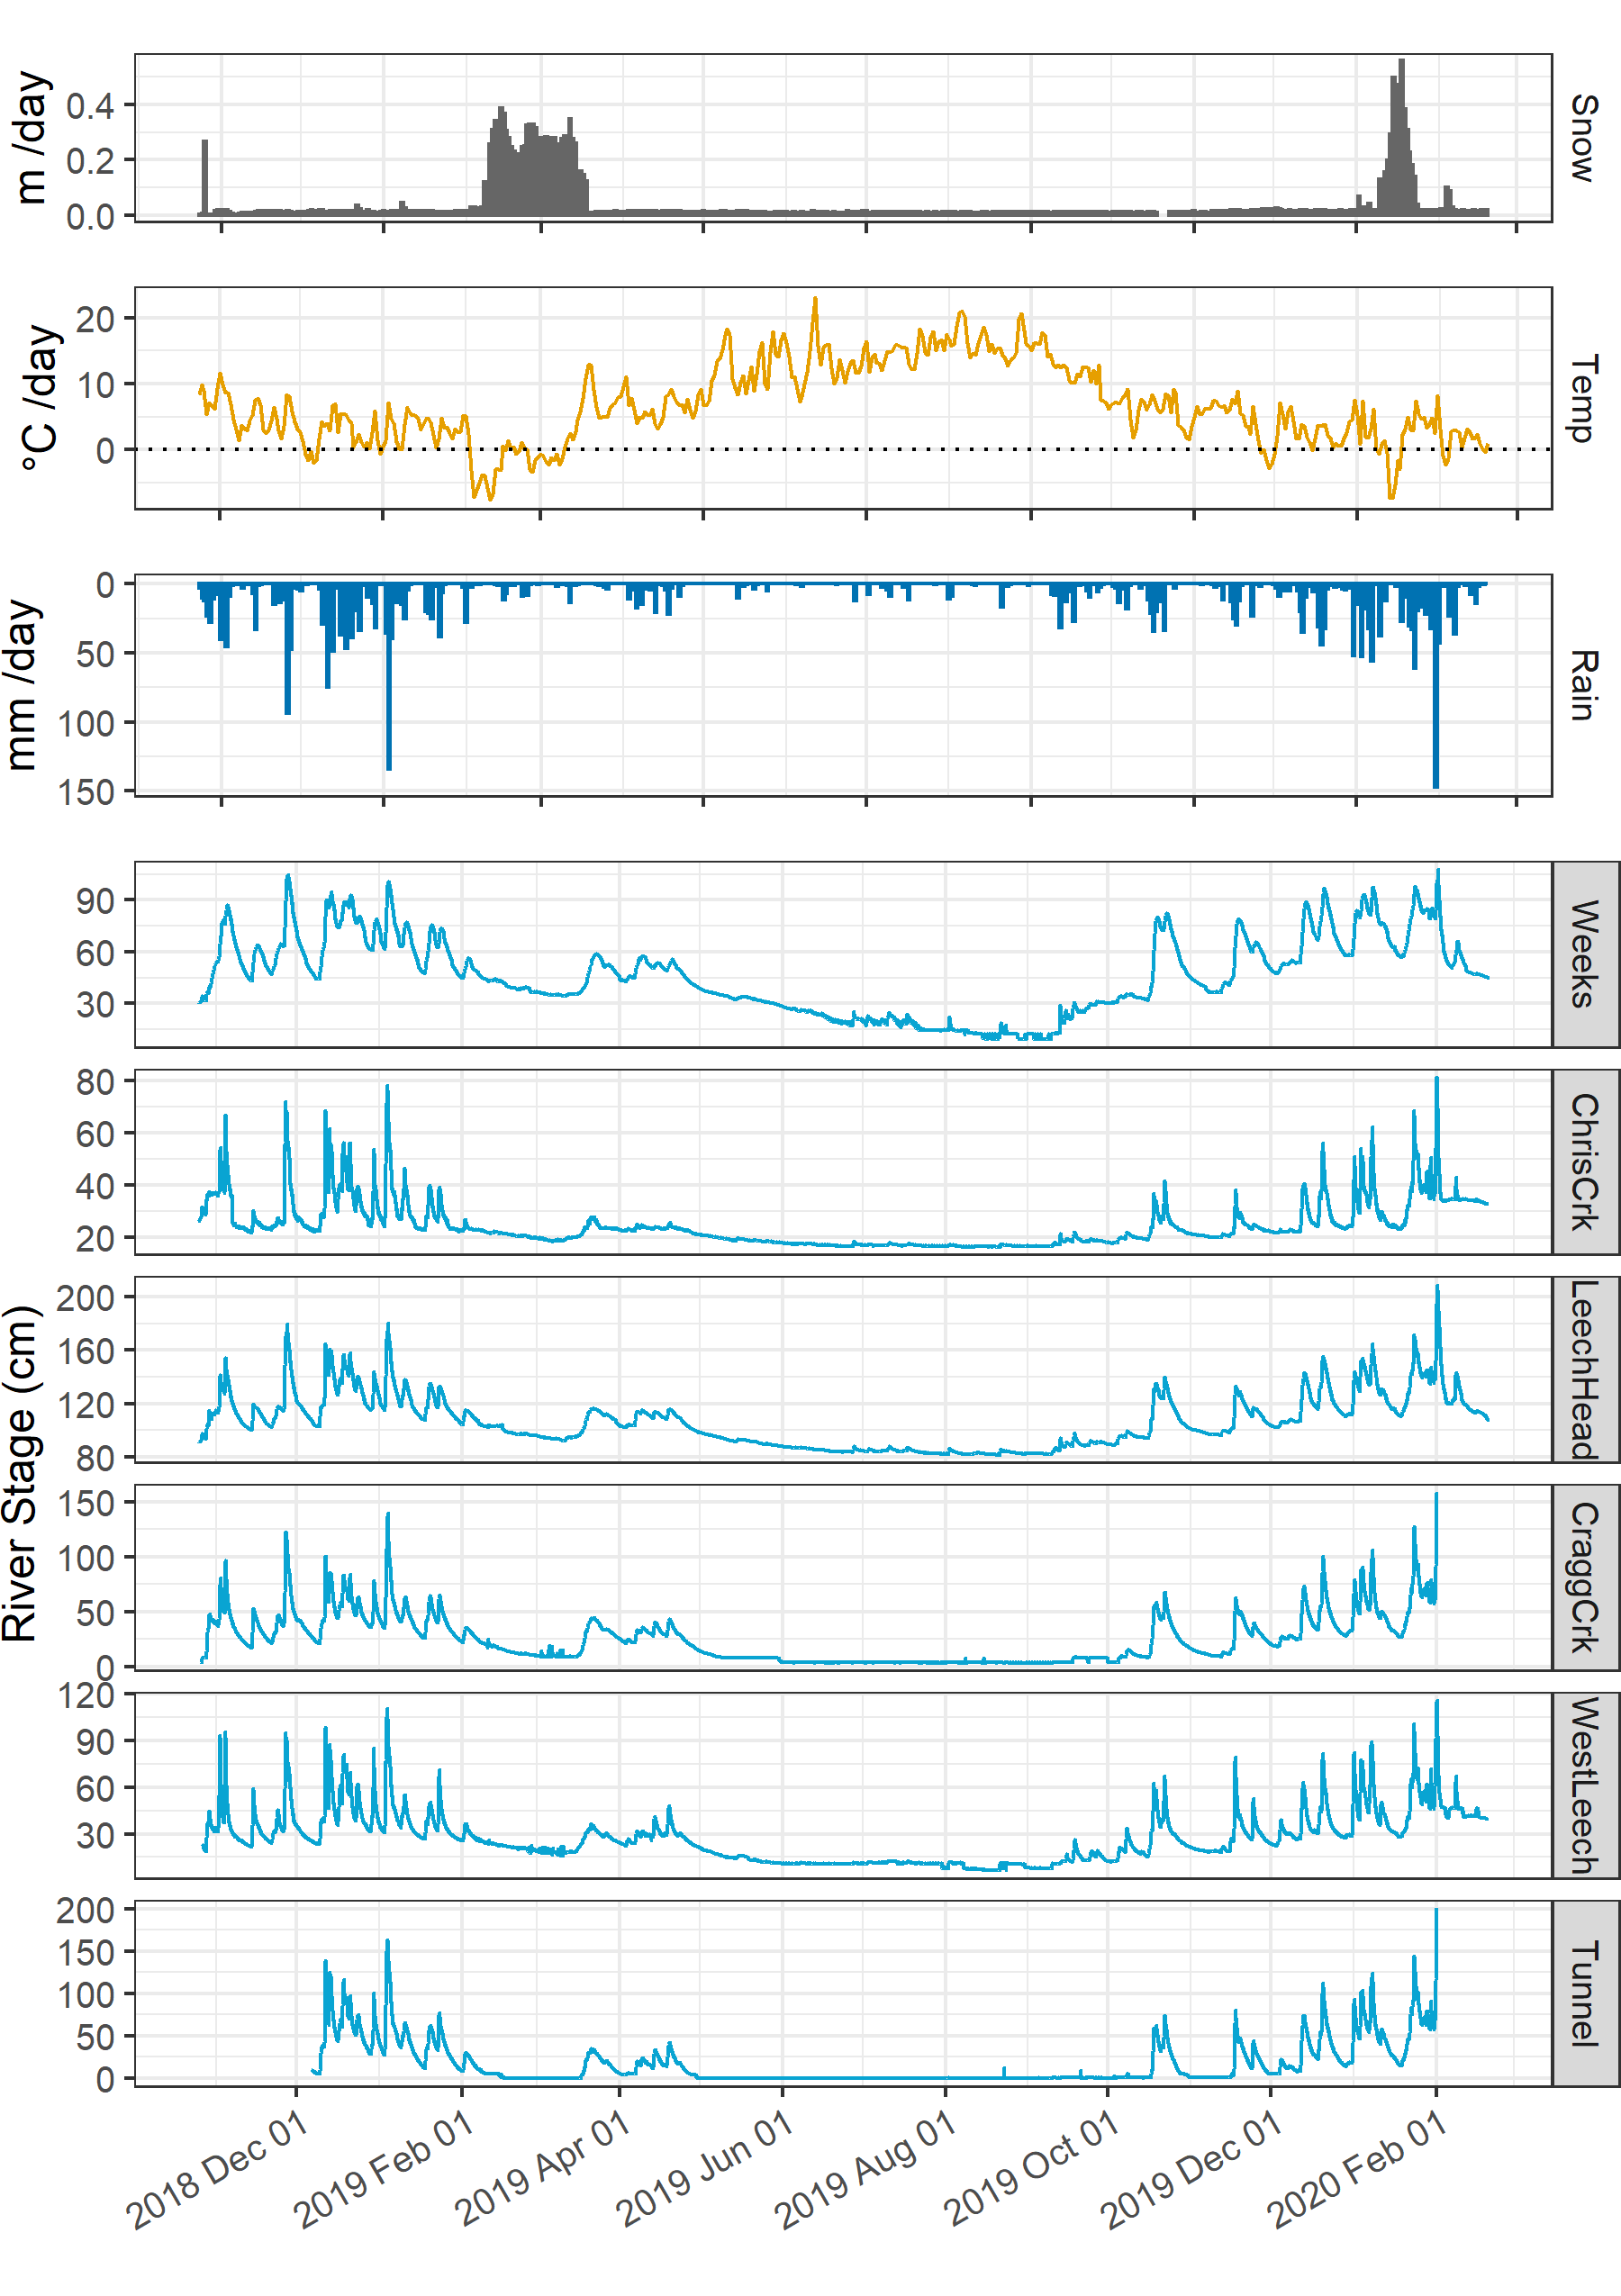 m /day
0.4
0.2
0.0
Snow
°C /day
20
10
0
Temp
mm /day
0
50
100
150
Rain
River Stage (cm)
90
60
30
Weeks
80
60
40
20
ChrisCrk
200
160
120
80
LeechHead
150
100
50
0
CraggCrk
120
90
60
30
WestLeech
200
150
100
50
0
Tunnel
2018 Dec 01
2019 Feb 01
2019 Apr 01
2019 Jun 01
2019 Aug 01
2019 Oct 01
2019 Dec 01
2020 Feb 01